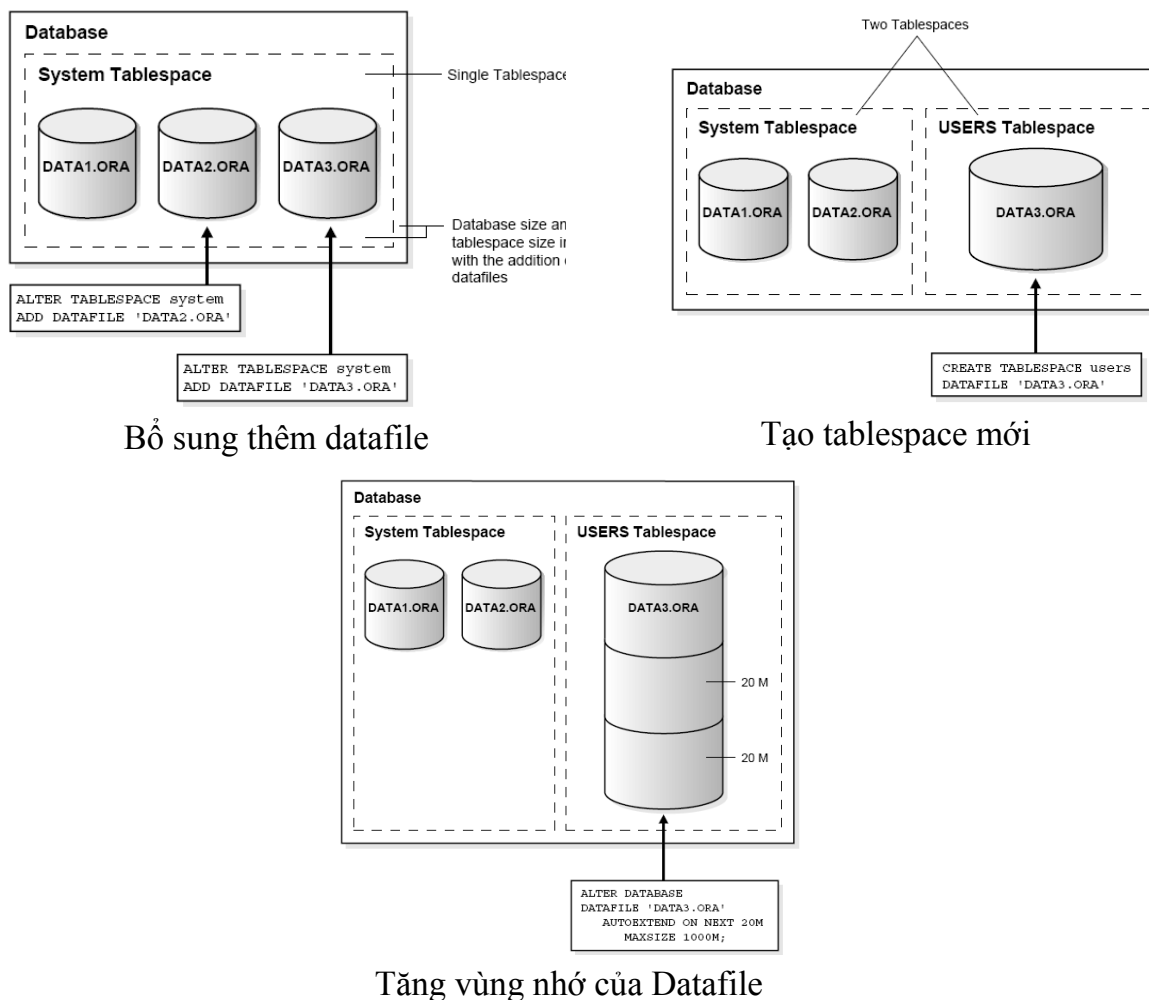 Database
System Tablespace
Single Tablespace
DATA1.ORA
DATA2.ORA
DATA3.ORA
Database size an
tablespace size in
with the addition
datafiles
ALTER TABLESPACE system
ADD DATAFILE 'DATA2.ORA'
ALTER TABLESPACE system
ADD DATAFILE 'DATA3.ORA'
Bổ sung thêm datafile
Two Tablespaces
Database
System Tablespace
USERS Tablespace
DATA1.ORA
DATA2.ORA
DATA3.ORA
CREATE TABLESPACE users
DATAFILE 'DATA3.ORA'
Tạo tablespace mới
Database
System Tablespace
USERS Tablespace
DATA1.ORA
DATA2.ORA
DATA3.ORA
20 M
20 M
ALTER DATABASE
DATAFILE 'DATA3.ORA'
AUTOEXTEND ON NEXT 20M
MAXSIZE 1000M;
Tăng vùng nhớ của Datafile